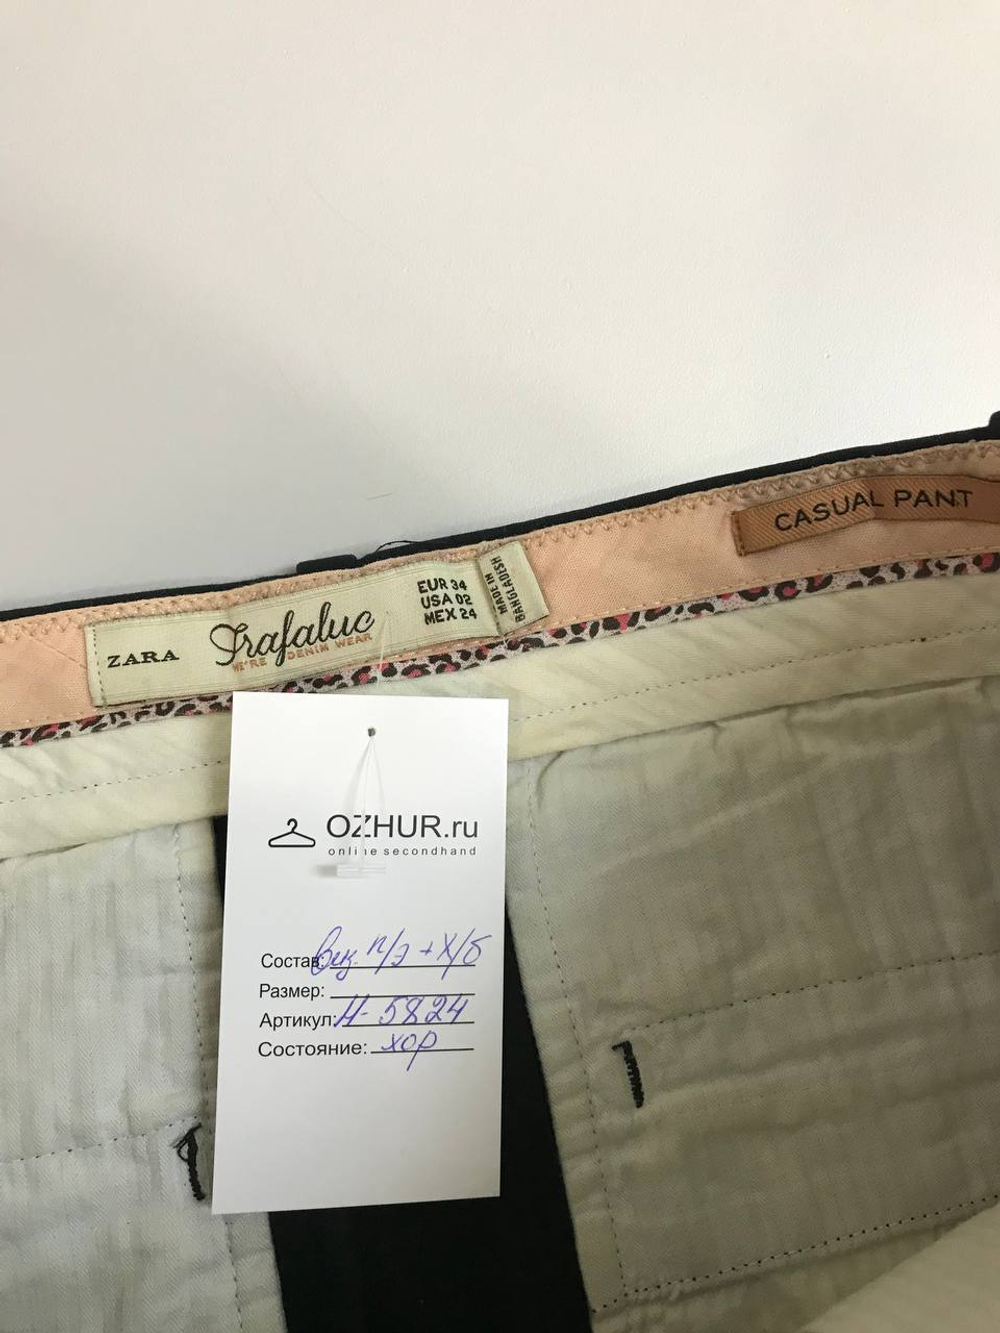 CASUAL PANT
ZARA
Trafaluc
WE'RE DENIM WEAR
EUR 34
USA 02
MEX 24
MADE IN
BANGLADESH
OZHUR.ru
online secondhand
Состав: виз. п/э + х/б
Размер:
Артикул: Н-5824
Состояние: хор